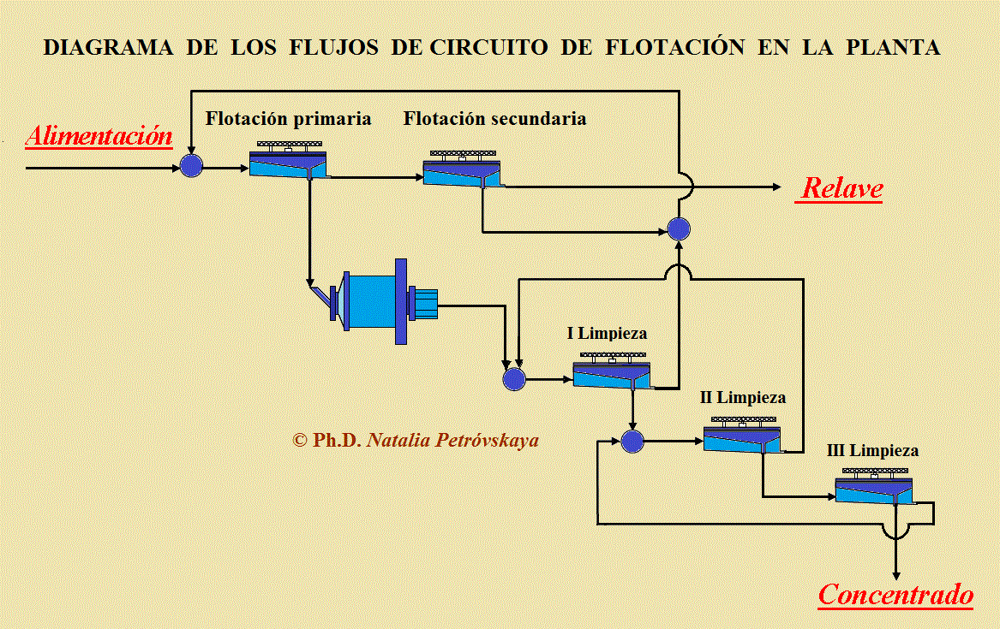 DIAGRAMA DE LOS FLUJOS DE CIRCUITO DE FLOTACIÓN EN LA PLANTA
Flotación primaria
Flotación secundaria
Alimentación
Relave
I Limpieza
II Limpieza
© Ph.D. Natalia Petróvskaya
III Limpieza
Concentrado